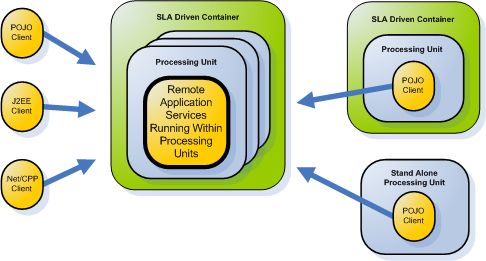 POJO
Client
J2EE
Client
Net/CPP
Client
SLA Driven Container
Processing Unit
Remote
Application
Services
Running Within
Processing
Units
SLA Driven Container
Processing Unit
POJO
Client
Stand Alone
Processing Unit
POJO
Client